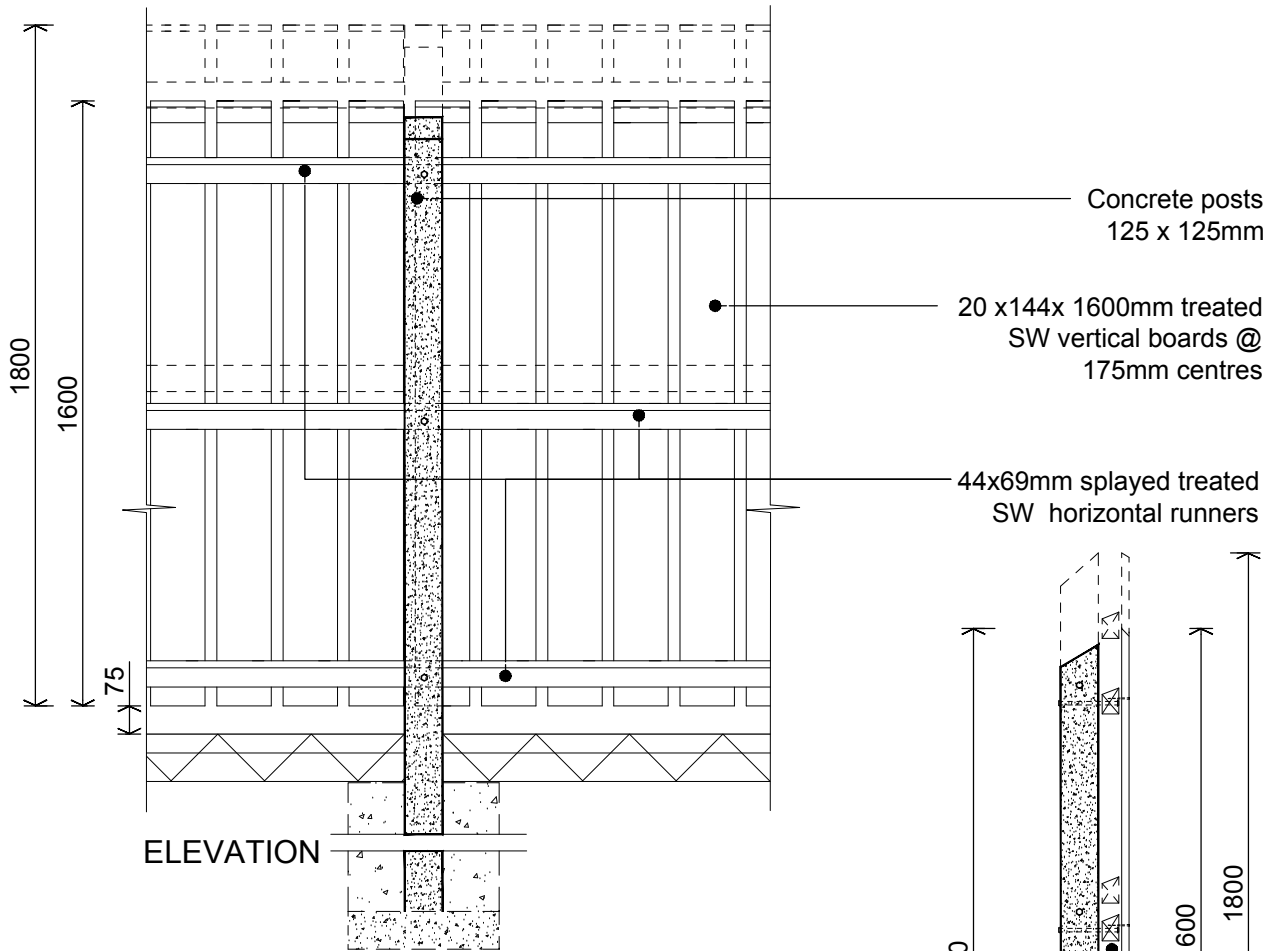 1800
1600
75
Concrete posts
125 x 125mm
20 x144x 1600mm treated
SW vertical boards @
175mm centres
44x69mm splayed treated
SW horizontal runners
ELEVATION
1800